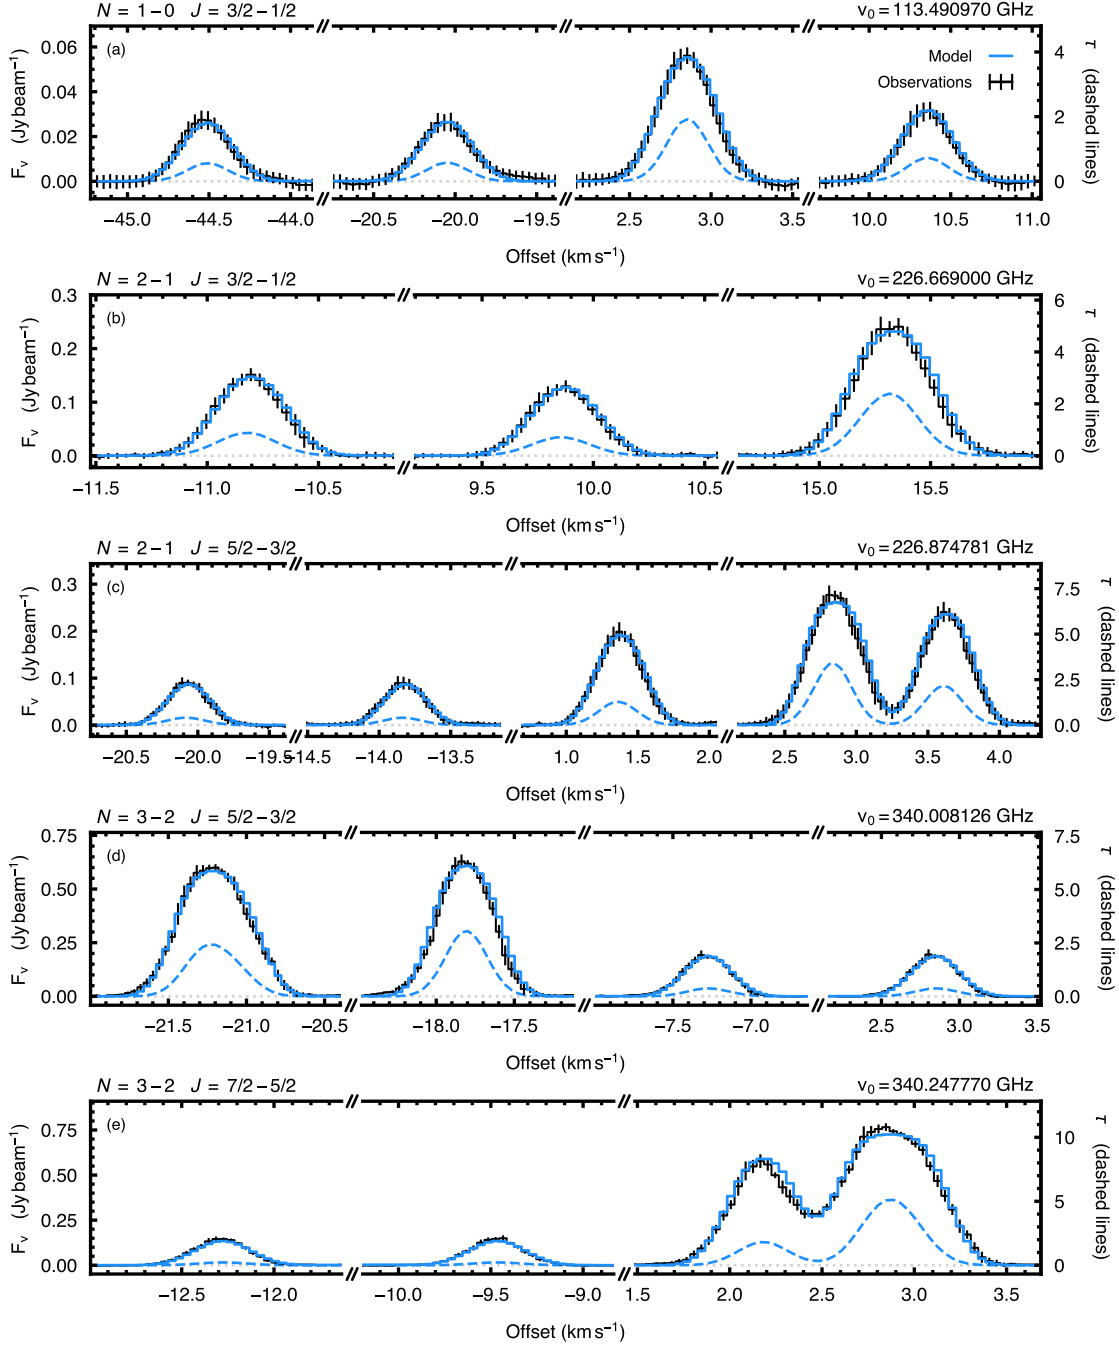 N = 1−0 J = 3/2−1/2 ν₀ = 113.490970 GHz
(a)
Model
Observations
F_ν (Jy beam⁻¹)
0.06
0.04
0.02
0.00
4
2
0
τ (dashed lines)
−45.0 −44.5 −44.0 −20.5 −20.0 −19.5 2.5 3.0 3.5 10.0 10.5 11.0
Offset (km s⁻¹)
N = 2−1 J = 3/2−1/2 ν₀ = 226.669000 GHz
(b)
F_ν (Jy beam⁻¹)
0.3
0.2
0.1
0.0
6
4
2
0
τ (dashed lines)
−11.5 −11.0 −10.5 9.5 10.0 10.5 15.0 15.5
Offset (km s⁻¹)
N = 2−1 J = 5/2−3/2 ν₀ = 226.874781 GHz
(c)
F_ν (Jy beam⁻¹)
0.3
0.2
0.1
0.0
7.5
5.0
2.5
0.0
τ (dashed lines)
−20.5 −20.0 −19.5 −14.5 −14.0 −13.5 1.0 1.5 2.0 2.5 3.0 3.5 4.0
Offset (km s⁻¹)
N = 3−2 J = 5/2−3/2 ν₀ = 340.008126 GHz
(d)
F_ν (Jy beam⁻¹)
0.75
0.50
0.25
0.00
7.5
5.0
2.5
0.0
τ (dashed lines)
−21.5 −21.0 −20.5 −18.0 −17.5 −7.5 −7.0 2.5 3.0 3.5
Offset (km s⁻¹)
N = 3−2 J = 7/2−5/2 ν₀ = 340.247770 GHz
(e)
F_ν (Jy beam⁻¹)
0.75
0.50
0.25
0.00
10
5
0
τ (dashed lines)
−12.5 −12.0 −10.0 −9.5 −9.0 1.5 2.0 2.5 3.0 3.5
Offset (km s⁻¹)